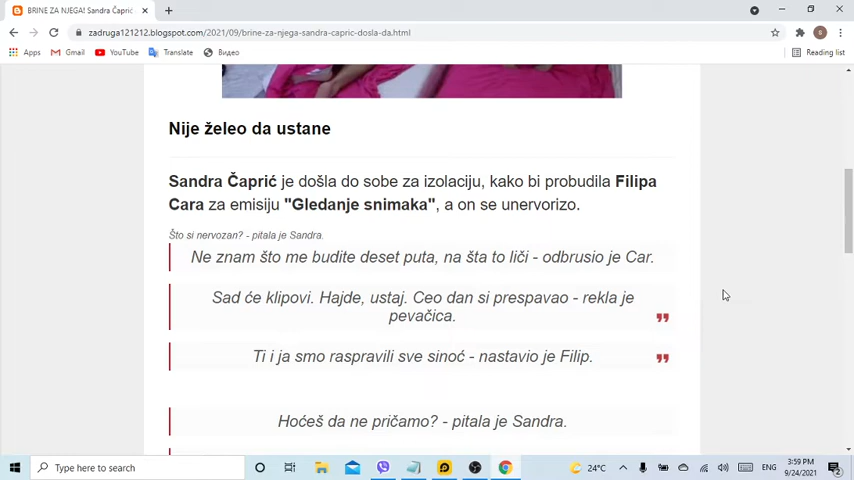 BRINE ZA NJEGA! Sandra Čaprić
zadruga121212.blogspot.com/2021/09/brine-za-njega-sandra-capric-dosla-da.html
Apps Gmail YouTube Translate Видео Reading list
Nije želeo da ustane
Sandra Čaprić je došla do sobe za izolaciju, kako bi probudila Filipa
Cara za emisiju "Gledanje snimaka", a on se unervorizo.
Što si nervozan? - pitala je Sandra.
Ne znam što me budite deset puta, na šta to liči - odbrusio je Car.
Sad će klipovi. Hajde, ustaj. Ceo dan si prespavao - rekla je
pevačica.
Ti i ja smo raspravili sve sinoć - nastavio je Filip.
Hoćeš da ne pričamo? - pitala je Sandra.
Type here to search
24°C
ENG
3:59 PM
9/24/2021